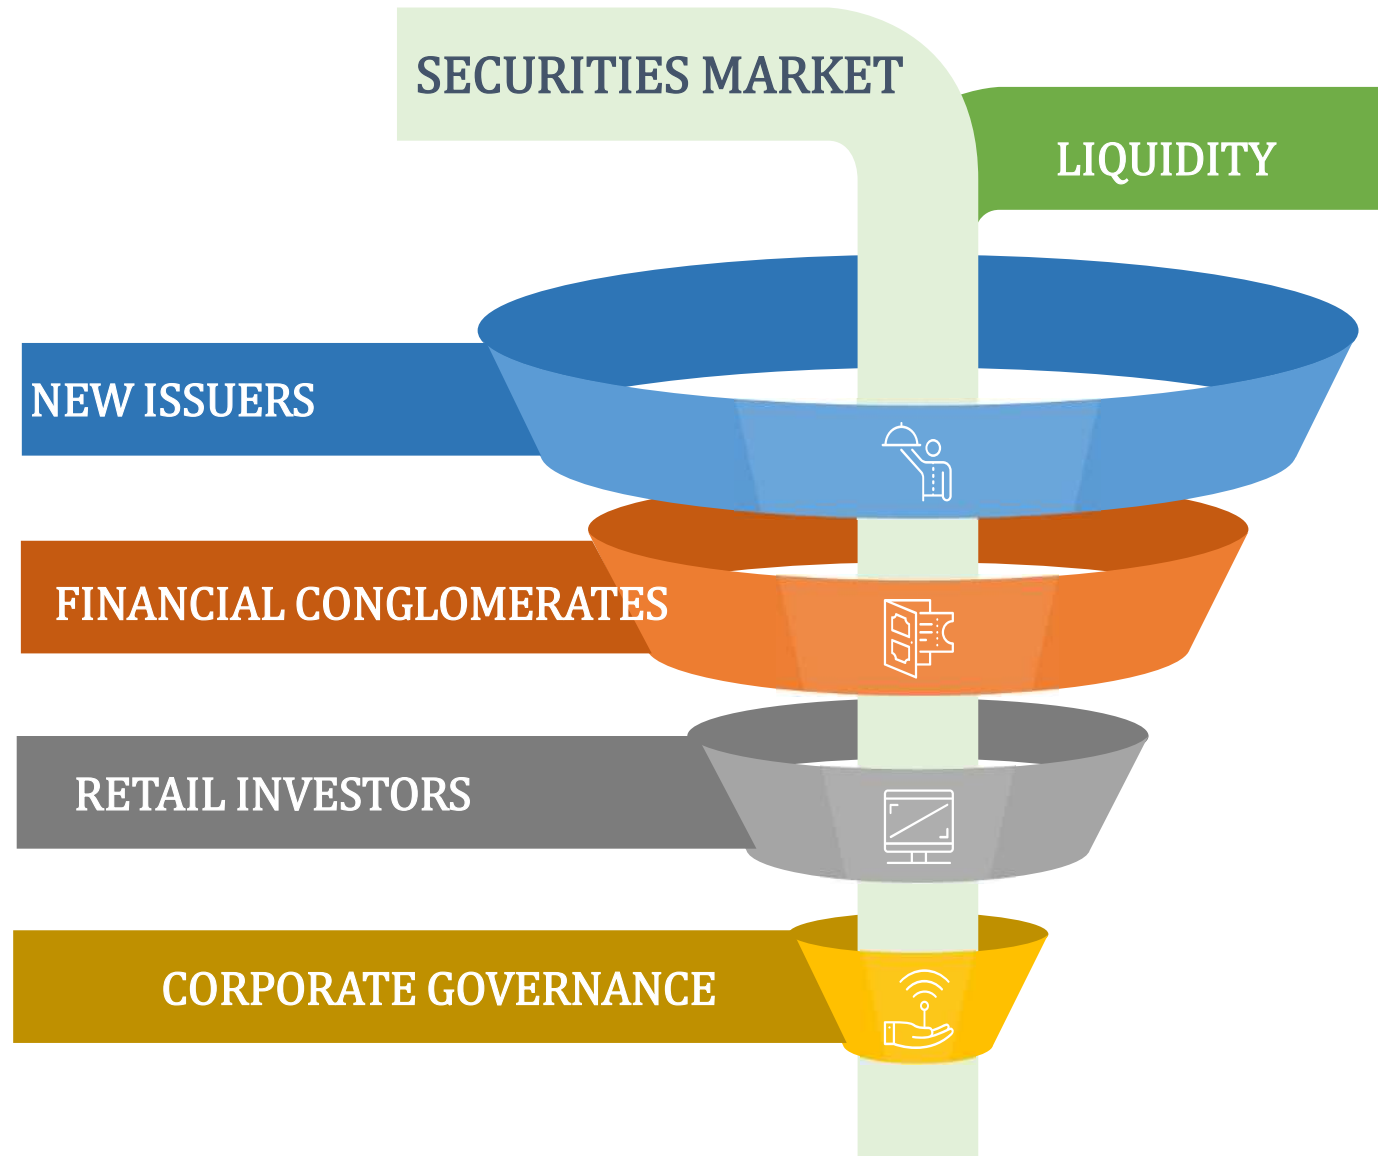 SECURITIES MARKET
LIQUIDITY
NEW ISSUERS
FINANCIAL CONGLOMERATES
RETAIL INVESTORS
CORPORATE GOVERNANCE